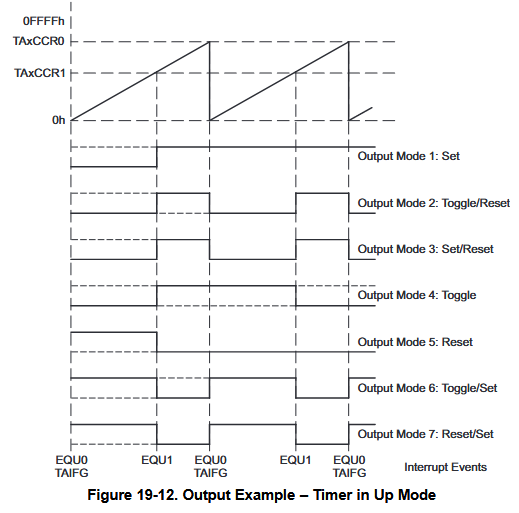 0FFFFh
TAxCCR0
TAxCCR1
0h
Output Mode 1: Set
Output Mode 2: Toggle/Reset
Output Mode 3: Set/Reset
Output Mode 4: Toggle
Output Mode 5: Reset
Output Mode 6: Toggle/Set
Output Mode 7: Reset/Set
EQU0 EQU1 EQU0 EQU1 EQU0
TAIFG TAIFG TAIFG Interrupt Events
Figure 19-12. Output Example – Timer in Up Mode